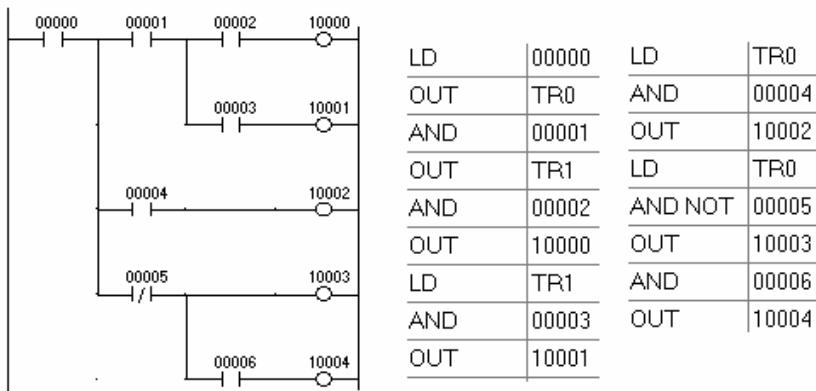 00000 00001 00002 10000
00003 10001
00004 10002
00005 10003
00006 10004
LD 00000
OUT TR0
AND 00001
OUT TR1
AND 00002
OUT 10000
LD TR1
AND 00003
OUT 10001
LD TR0
AND 00004
OUT 10002
LD TR0
AND NOT 00005
OUT 10003
AND 00006
OUT 10004